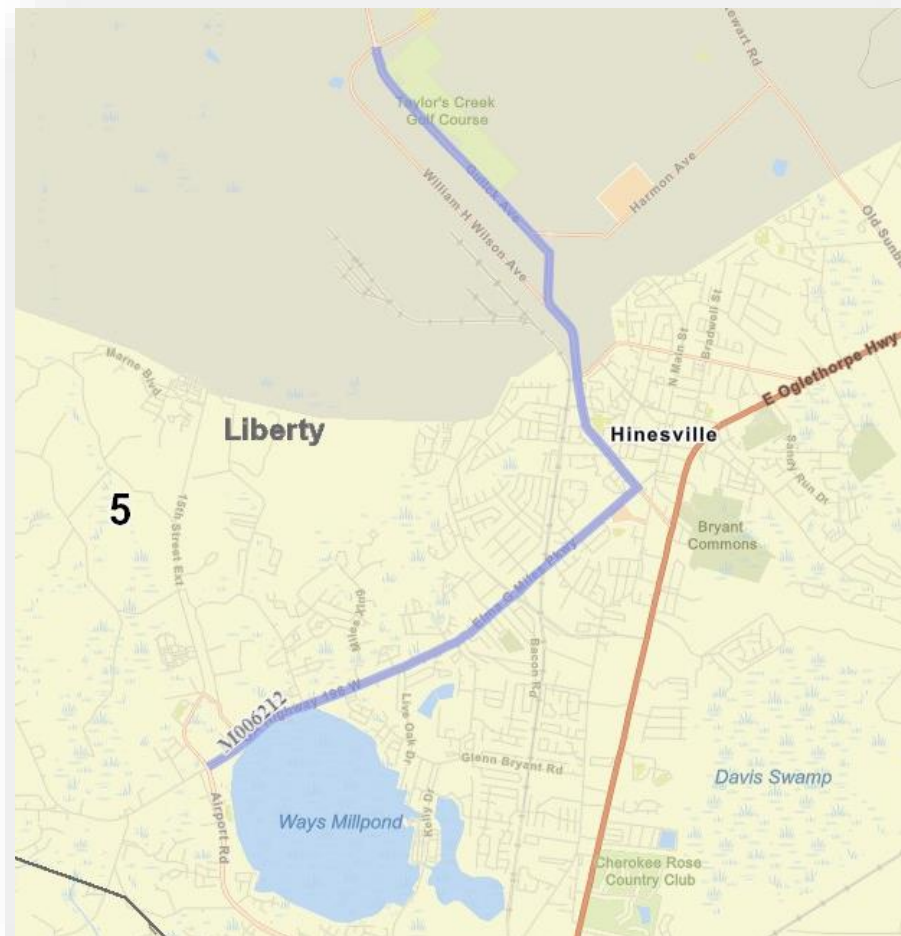 ewart Rd
Taylor's Creek
Golf Course
Gulick Ave
William H Wilson Ave
Harmon Ave
Old Sunbu
N Main St
Bradwell St
E Oglethorpe Hwy
Marne Blvd
Liberty
Hinesville
Sandy Run Dr
5
15th Street Ext
Bryant
Commons
Elma G Miles Pkwy
Miles Xing
Bacon Rd
Highway 196 W
M006212
Live Oak Dr
Glenn Bryant Rd
Davis Swamp
Ways Millpond
Kelly Dr
Airport Rd
Cherokee Rose
Country Club